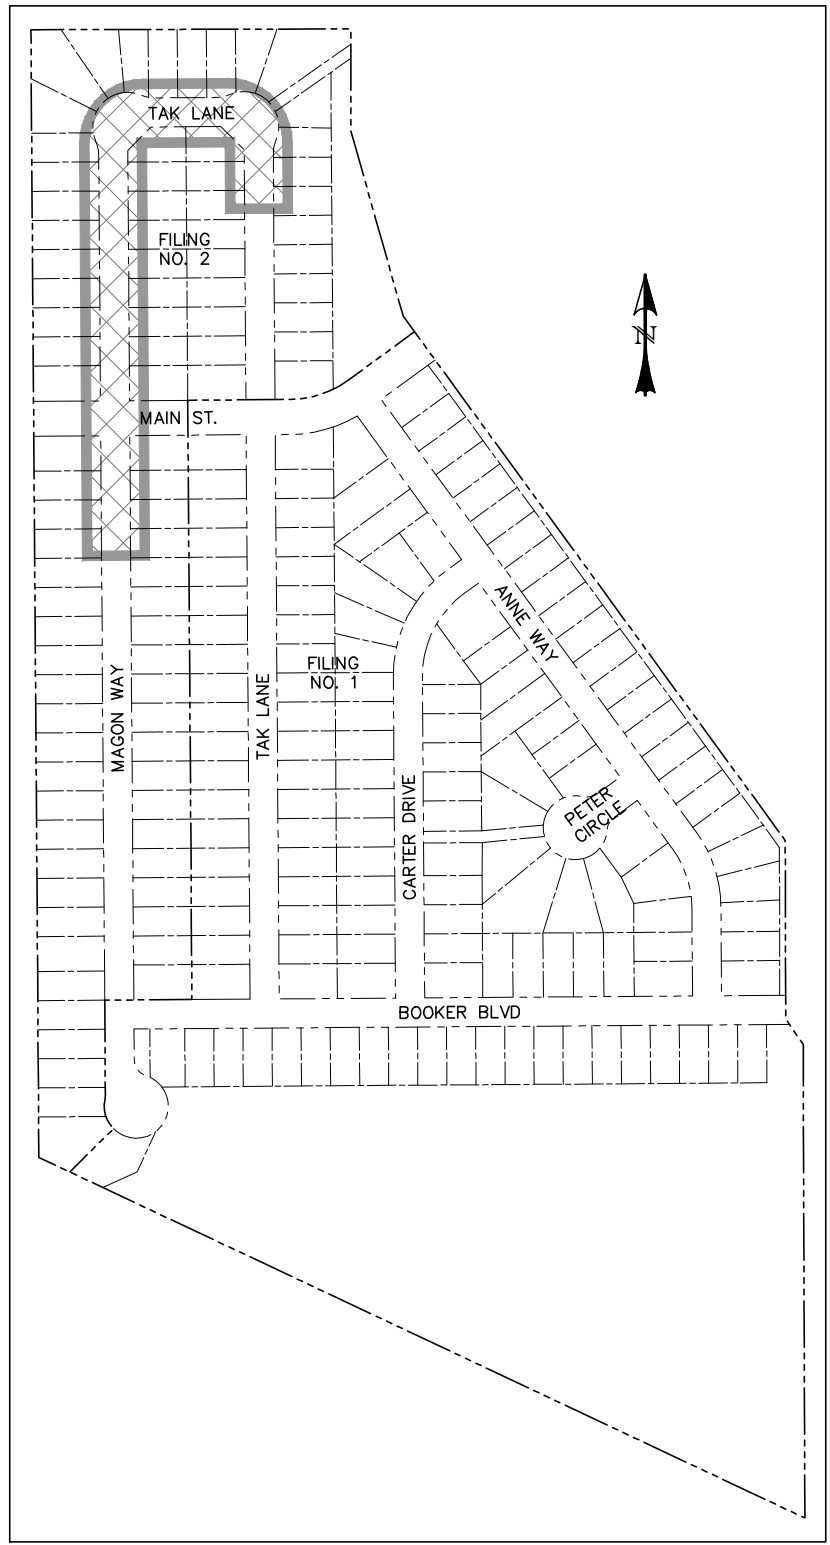 TAK LANE
FILING
NO. 2
N
MAIN ST.
ANNE WAY
FILING
NO. 1
MAGON WAY
TAK LANE
CARTER DRIVE
PETER
CIRCLE
BOOKER BLVD